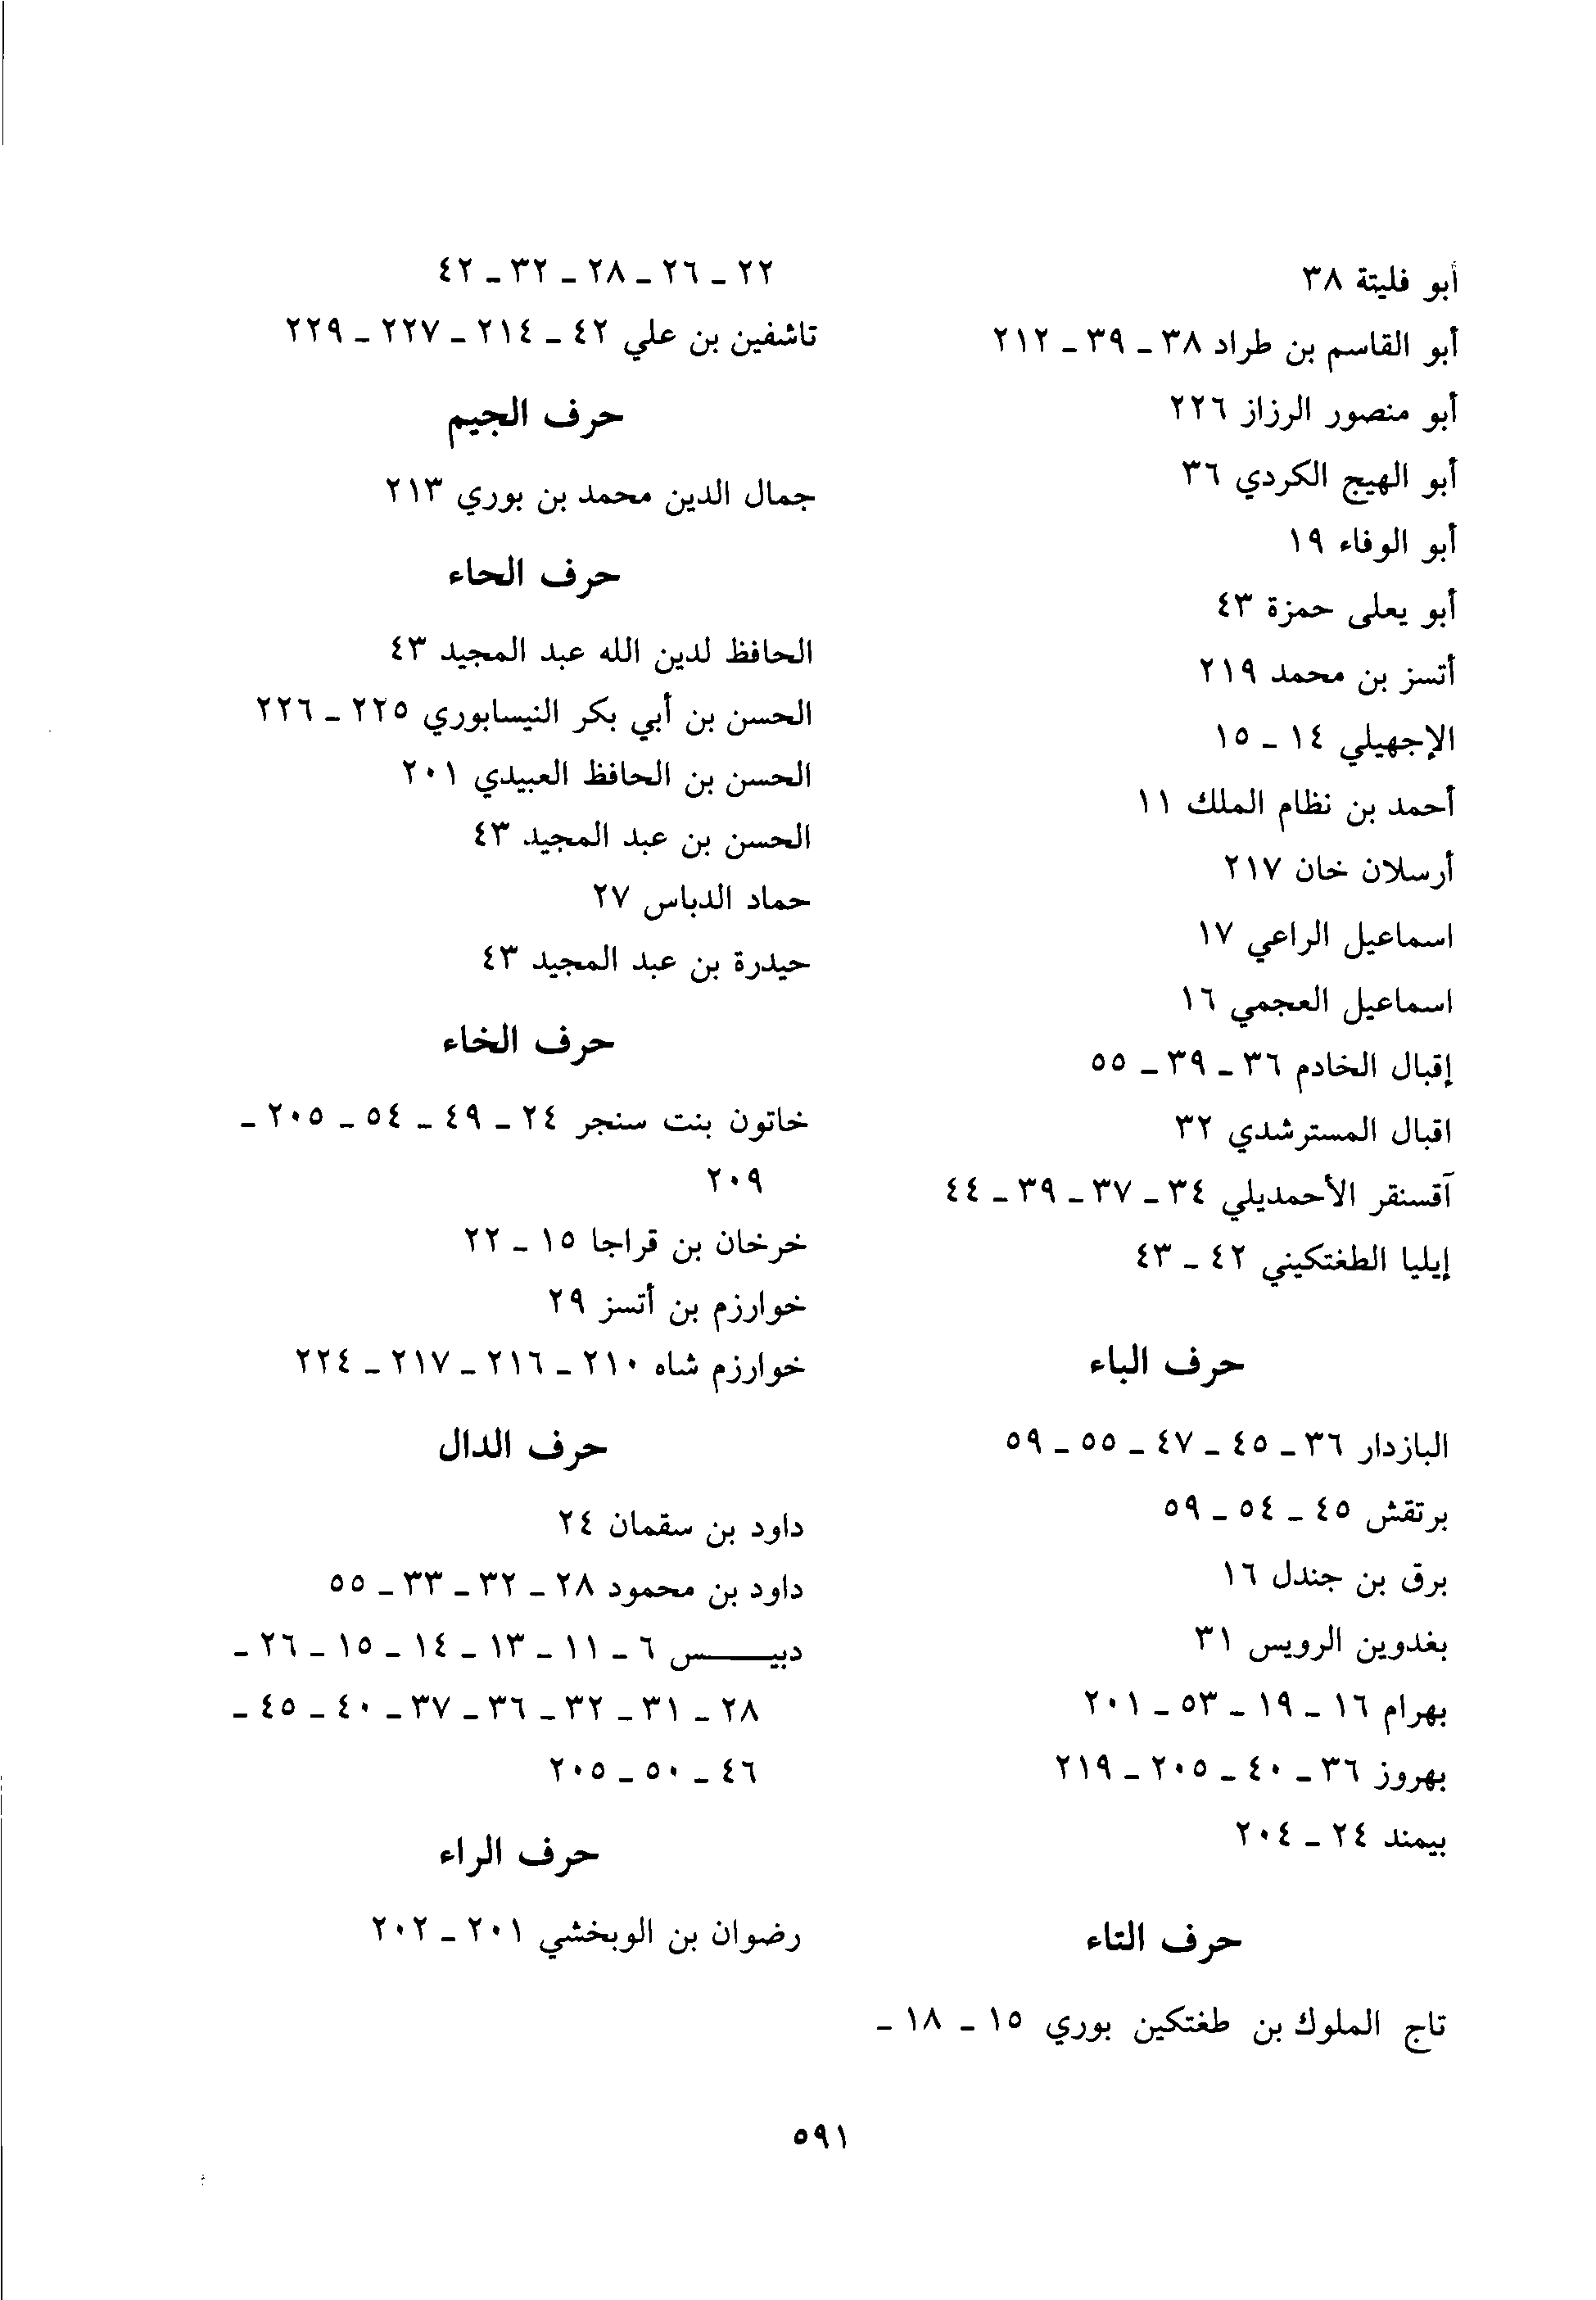 أبو فليتة ٣٨
أبو القاسم بن طراد ٣٨ ـ ٣٩ ـ ٢١٢
أبو منصور الرزاز ٢٢٦
أبو الهيج الكردي ٣٦
أبو الوفاء ١٩
أبو يعلى حمزة ٤٣
أتسز بن محمد ٢١٩
الإجهيلي ١٤ ـ ١٥
أحمد بن نظام الملك ١١
أرسلان خان ٢١٧
اسماعيل الراعي ١٧
اسماعيل العجمي ١٦
إقبال الخادم ٣٦ ـ ٣٩ ـ ٥٥
اقبال المسترشدي ٣٢
آقسنقر الأحمديلي ٣٤ ـ ٣٧ ـ ٣٩ ـ ٤٤
إيليا الطغتكيني ٤٢ ـ ٤٣
حرف الباء
البازدار ٣٦ ـ ٤٥ ـ ٤٧ ـ ٥٥ ـ ٥٩
برتقش ٤٥ ـ ٥٤ ـ ٥٩
برق بن جندل ١٦
بغدوين الرويس ٣١
بهرام ١٦ ـ ١٩ ـ ٥٣ ـ ٢٠١
بهروز ٣٦ ـ ٤٠ ـ ٢٠٥ ـ ٢١٩
بيمند ٢٤ ـ ٢٠٤
حرف التاء
تاج الملوك بن طغتكين بوري ١٥ ـ ١٨ ـ
٢٢ ـ ٢٦ ـ ٢٨ ـ ٣٢ ـ ٤٢
تاشفين بن علي ٤٢ ـ ٢١٤ ـ ٢٢٧ ـ ٢٢٩
حرف الجيم
جمال الدين محمد بن بوري ٢١٣
حرف الحاء
الحافظ لدين الله عبد المجيد ٤٣
الحسن بن أبي بكر النيسابوري ٢٢٥ ـ ٢٢٦
الحسن بن الحافظ العبيدي ٢٠١
الحسن بن عبد المجيد ٤٣
حماد الدباس ٢٧
حيدرة بن عبد المجيد ٤٣
حرف الخاء
خاتون بنت سنجر ٢٤ ـ ٤٩ ـ ٥٤ ـ ٢٠٥ ـ
٢٠٩
خرخان بن قراجا ١٥ ـ ٢٢
خوارزم بن أتسز ٢٩
خوارزم شاه ٢١٠ ـ ٢١٦ ـ ٢١٧ ـ ٢٢٤
حرف الدال
داود بن سقمان ٢٤
داود بن محمود ٢٨ ـ ٣٢ ـ ٣٣ ـ ٥٥
دبيـــــس ٦ ـ ١١ ـ ١٣ ـ ١٤ ـ ١٥ ـ ٢٦ ـ
٢٨ ـ ٣١ ـ ٣٢ ـ ٣٦ ـ ٣٧ ـ ٤٠ ـ ٤٥ ـ
٤٦ ـ ٥٠ ـ ٢٠٥
حرف الراء
رضوان بن الوبخشي ٢٠١ ـ ٢٠٢
٥٩١